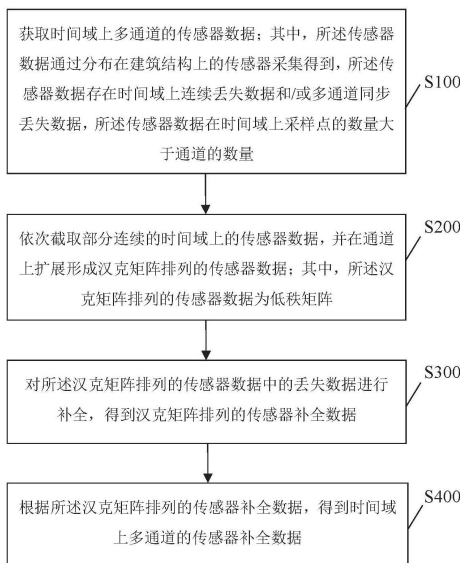 获取时间域上多通道的传感器数据；其中，所述传感器
数据通过分布在建筑结构上的传感器采集得到，所述传
感器数据存在时间域上连续丢失数据和/或多通道同步
丢失数据，所述传感器数据在时间域上采样点的数量大
于通道的数量
S100
依次截取部分连续的时间域上的传感器数据，并在通道
上扩展形成汉克矩阵排列的传感器数据；其中，所述汉
克矩阵排列的传感器数据为低秩矩阵
S200
对所述汉克矩阵排列的传感器数据中的丢失数据进行
补全，得到汉克矩阵排列的传感器补全数据
S300
根据所述汉克矩阵排列的传感器补全数据，得到时间域
上多通道的传感器补全数据
S400